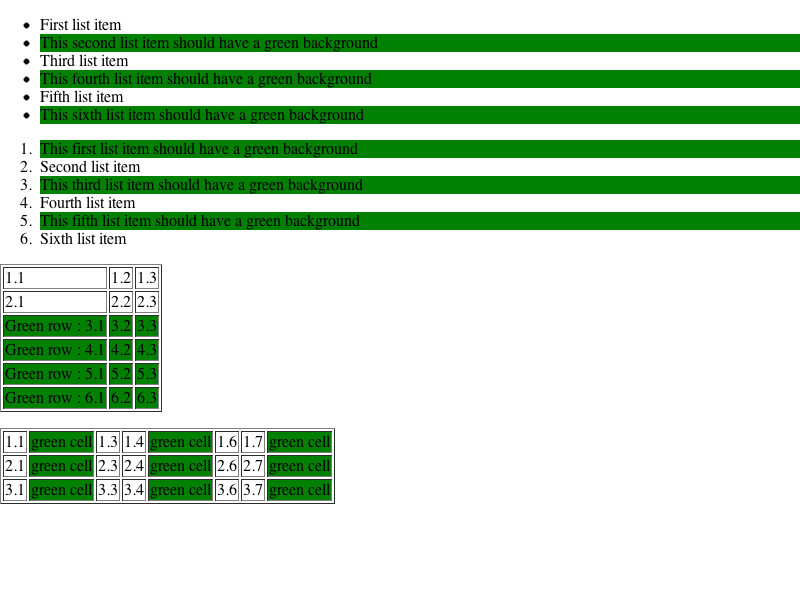 First list item
This second list item should have a green background
Third list item
This fourth list item should have a green background
Fifth list item
This sixth list item should have a green background
1. This first list item should have a green background
2. Second list item
3. This third list item should have a green background
4. Fourth list item
5. This fifth list item should have a green background
6. Sixth list item
1.1 1.2 1.3
2.1 2.2 2.3
Green row : 3.1 3.2 3.3
Green row : 4.1 4.2 4.3
Green row : 5.1 5.2 5.3
Green row : 6.1 6.2 6.3
1.1 green cell 1.3 1.4 green cell 1.6 1.7 green cell
2.1 green cell 2.3 2.4 green cell 2.6 2.7 green cell
3.1 green cell 3.3 3.4 green cell 3.6 3.7 green cell